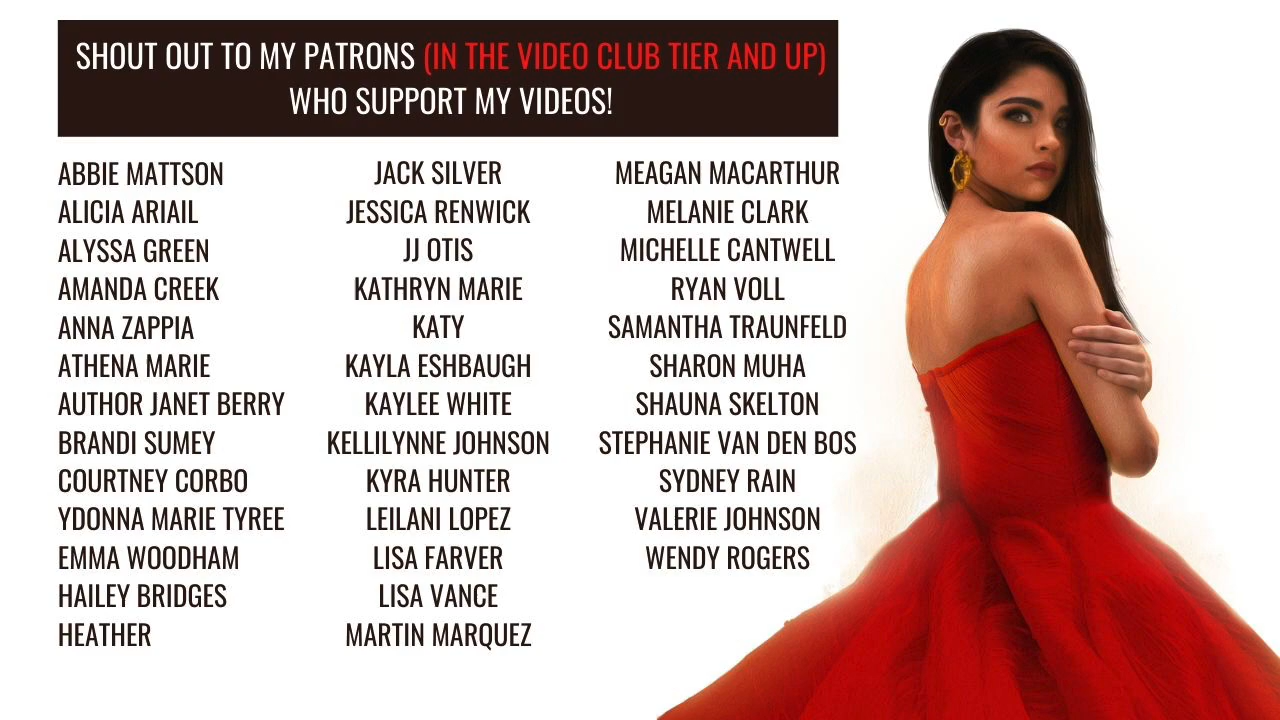 SHOUT OUT TO MY PATRONS (IN THE VIDEO CLUB TIER AND UP)
WHO SUPPORT MY VIDEOS!
ABBIE MATTSON
ALICIA ARIAIL
ALYSSA GREEN
AMANDA CREEK
ANNA ZAPPIA
ATHENA MARIE
AUTHOR JANET BERRY
BRANDI SUMEY
COURTNEY CORBO
YDONNA MARIE TYREE
EMMA WOODHAM
HAILEY BRIDGES
HEATHER
JACK SILVER
JESSICA RENWICK
JJ OTIS
KATHRYN MARIE
KATY
KAYLA ESHBAUGH
KAYLEE WHITE
KELLILYNNE JOHNSON
KYRA HUNTER
LEILANI LOPEZ
LISA FARVER
LISA VANCE
MARTIN MARQUEZ
MEAGAN MACARTHUR
MELANIE CLARK
MICHELLE CANTWELL
RYAN VOLL
SAMANTHA TRAUNFELD
SHARON MUHA
SHAUNA SKELTON
STEPHANIE VAN DEN BOS
SYDNEY RAIN
VALERIE JOHNSON
WENDY ROGERS